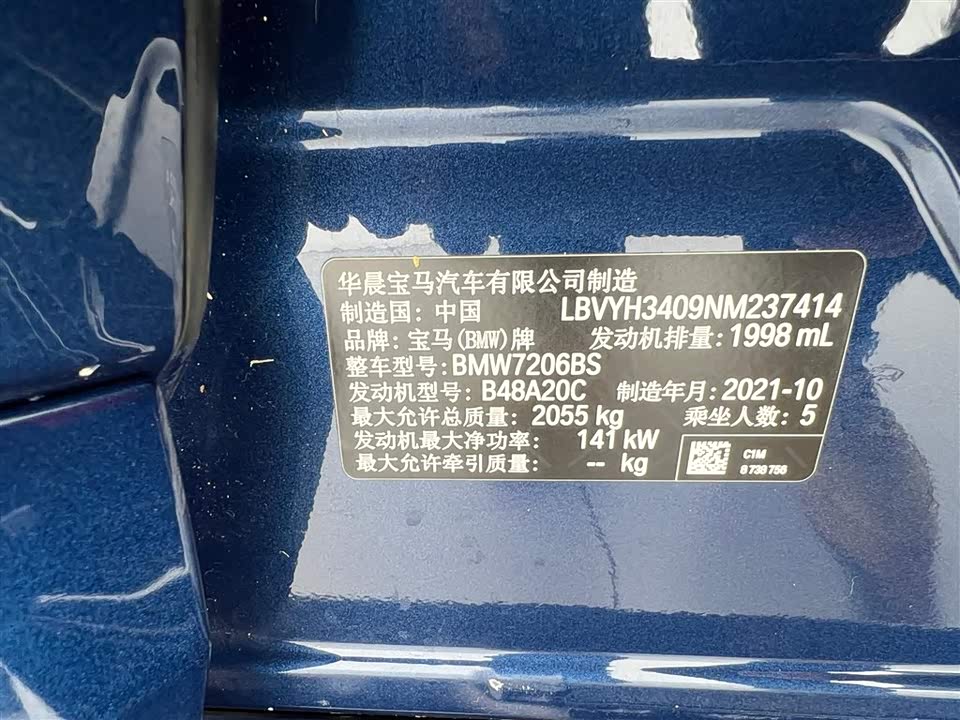 华晨宝马汽车有限公司制造
制造国: 中国 LBVYH3409NM237414
品牌: 宝马(BMW)牌 发动机排量: 1998 mL
整车型号: BMW7206BS
发动机型号: B48A20C 制造年月: 2021-10
最大允许总质量: 2055 kg 乘坐人数: 5
发动机最大净功率: 141 kW
最大允许牵引质量: -- kg
C1M
8 738 756